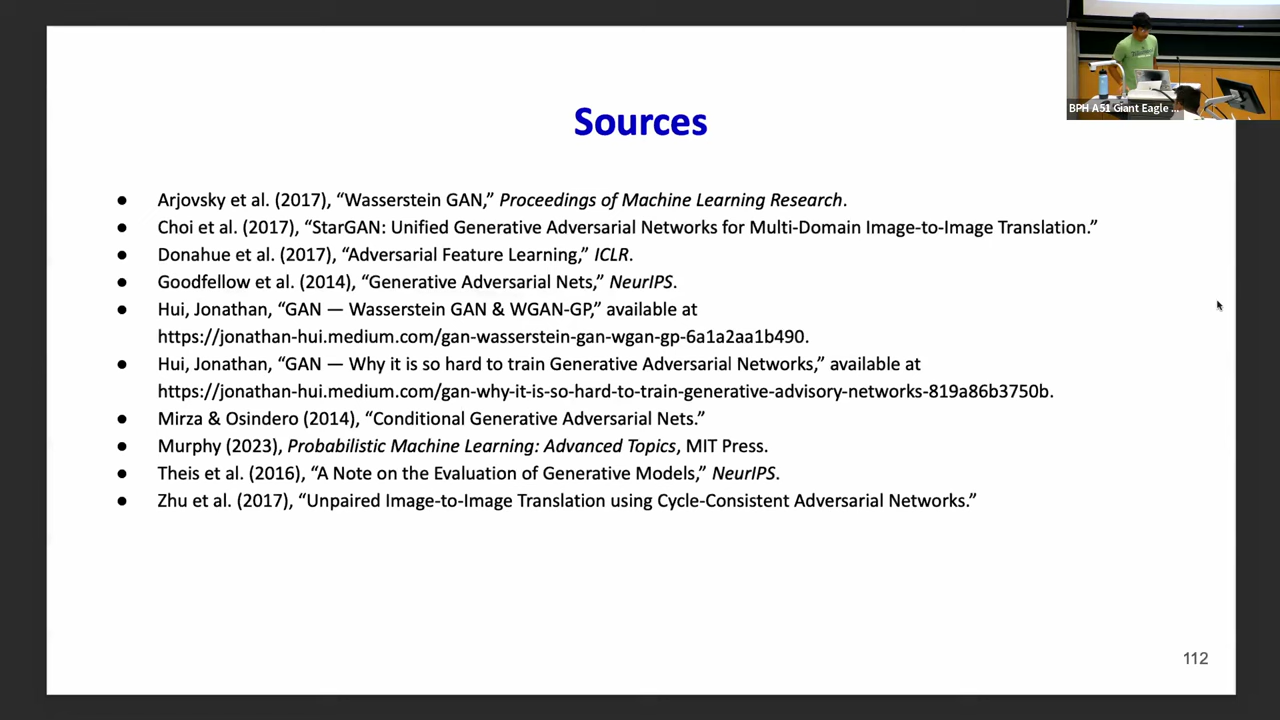 BPH A51 Giant Eagle ...
Sources
● Arjovsky et al. (2017), “Wasserstein GAN,” Proceedings of Machine Learning Research.
● Choi et al. (2017), “StarGAN: Unified Generative Adversarial Networks for Multi-Domain Image-to-Image Translation.”
● Donahue et al. (2017), “Adversarial Feature Learning,” ICLR.
● Goodfellow et al. (2014), “Generative Adversarial Nets,” NeurIPS.
● Hui, Jonathan, “GAN — Wasserstein GAN & WGAN-GP,” available at
https://jonathan-hui.medium.com/gan-wasserstein-gan-wgan-gp-6a1a2aa1b490.
● Hui, Jonathan, “GAN — Why it is so hard to train Generative Adversarial Networks,” available at
https://jonathan-hui.medium.com/gan-why-it-is-so-hard-to-train-generative-advisory-networks-819a86b3750b.
● Mirza & Osindero (2014), “Conditional Generative Adversarial Nets.”
● Murphy (2023), Probabilistic Machine Learning: Advanced Topics, MIT Press.
● Theis et al. (2016), “A Note on the Evaluation of Generative Models,” NeurIPS.
● Zhu et al. (2017), “Unpaired Image-to-Image Translation using Cycle-Consistent Adversarial Networks.”
112